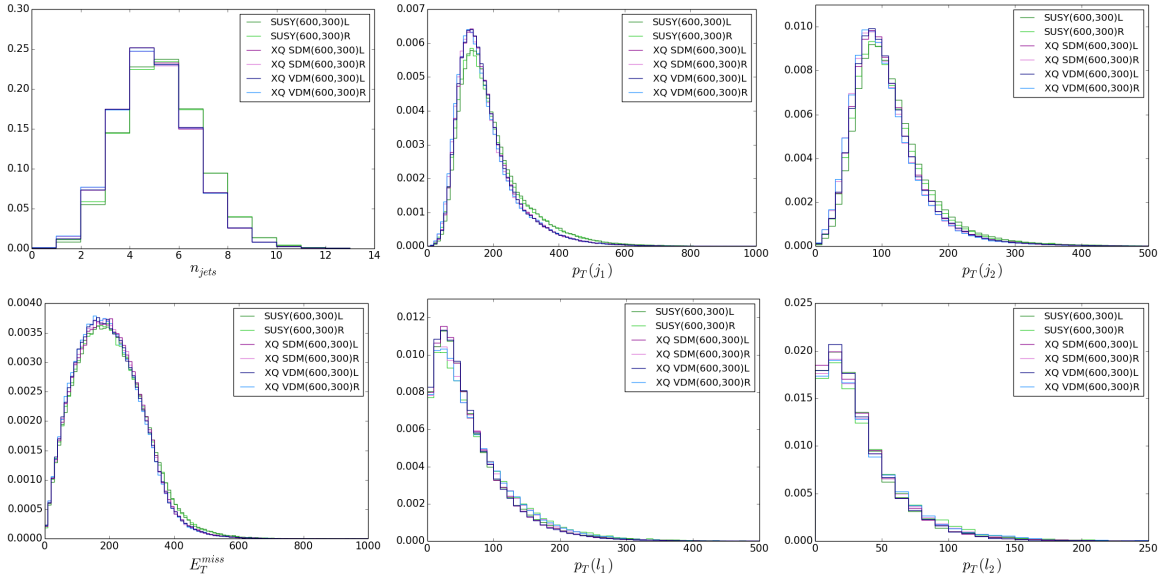 0.30
0.25
0.20
0.15
0.10
0.05
0.00
0 2 4 6 8 10 12 14
n_jets
SUSY(600,300)L
SUSY(600,300)R
XQ SDM(600,300)L
XQ SDM(600,300)R
XQ VDM(600,300)L
XQ VDM(600,300)R
0.007
0.006
0.005
0.004
0.003
0.002
0.001
0.000
0 200 400 600 800 1000
p_T(j_1)
SUSY(600,300)L
SUSY(600,300)R
XQ SDM(600,300)L
XQ SDM(600,300)R
XQ VDM(600,300)L
XQ VDM(600,300)R
0.010
0.008
0.006
0.004
0.002
0.000
0 100 200 300 400 500
p_T(j_2)
SUSY(600,300)L
SUSY(600,300)R
XQ SDM(600,300)L
XQ SDM(600,300)R
XQ VDM(600,300)L
XQ VDM(600,300)R
0.0040
0.0035
0.0030
0.0025
0.0020
0.0015
0.0010
0.0005
0.0000
0 200 400 600 800 1000
E_T^miss
SUSY(600,300)L
SUSY(600,300)R
XQ SDM(600,300)L
XQ SDM(600,300)R
XQ VDM(600,300)L
XQ VDM(600,300)R
0.012
0.010
0.008
0.006
0.004
0.002
0.000
0 100 200 300 400 500
p_T(l_1)
SUSY(600,300)L
SUSY(600,300)R
XQ SDM(600,300)L
XQ SDM(600,300)R
XQ VDM(600,300)L
XQ VDM(600,300)R
0.025
0.020
0.015
0.010
0.005
0.000
0 50 100 150 200 250
p_T(l_2)
SUSY(600,300)L
SUSY(600,300)R
XQ SDM(600,300)L
XQ SDM(600,300)R
XQ VDM(600,300)L
XQ VDM(600,300)R